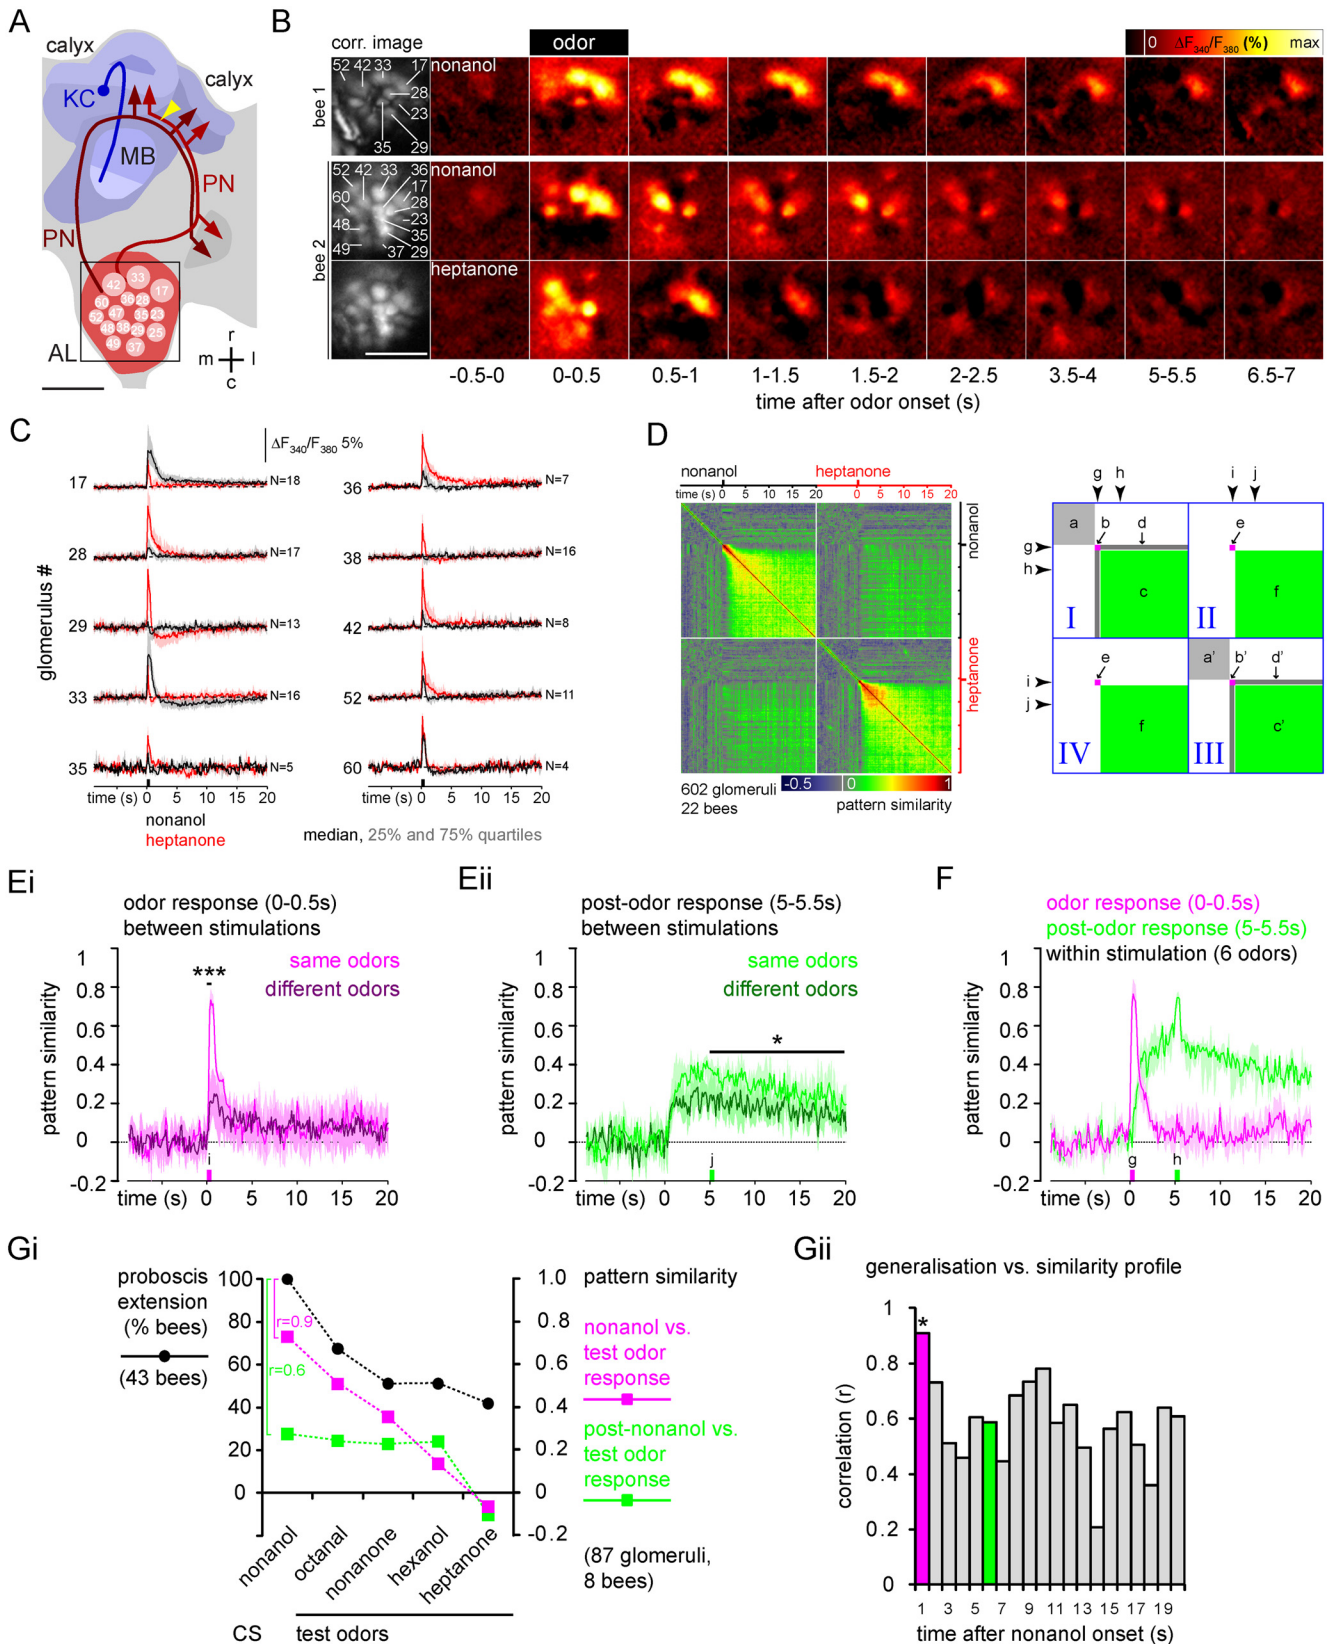 A
calyx
calyx
KC
MB
PN
PN
42
33
17
60
36
28
52
47
35
23
48
38
29
25
49
37
AL
r
m l
c
B
corr. image
odor
0 ΔF340/F380 (%) max
bee 1
52 42 33 17
28
23
35 29
nonanol
bee 2
52 42 33 36
17
60 28
23
48 35
49 37 29
nonanol
heptanone
-0.5-0 0-0.5 0.5-1 1-1.5 1.5-2 2-2.5 3.5-4 5-5.5 6.5-7
time after odor onset (s)
C
ΔF340/F380 5%
glomerulus #
17 N=18
28 N=17
29 N=13
33 N=16
35 N=5
time (s) 0 5 10 15 20
36 N=7
38 N=16
42 N=8
52 N=11
60 N=4
time (s) 0 5 10 15 20
nonanol
heptanone
median, 25% and 75% quartiles
D
nonanol heptanone
time (s) 0 5 10 15 20 0 5 10 15 20
nonanol
heptanone
602 glomeruli
22 bees
-0.5 0 1
pattern similarity
g h i j
a b d e
g
h
c f
I II
e a' b' d'
i
j
f c'
IV III
Ei
odor response (0-0.5s)
between stimulations
same odors
different odors
***
pattern similarity
1
0.8
0.6
0.4
0.2
0
-0.2
i
time (s) 0 5 10 15 20
Eii
post-odor response (5-5.5s)
between stimulations
same odors
different odors
*
pattern similarity
1
0.8
0.6
0.4
0.2
0
-0.2
j
time (s) 0 5 10 15 20
F
odor response (0-0.5s)
post-odor response (5-5.5s)
within stimulation (6 odors)
pattern similarity
1
0.8
0.6
0.4
0.2
0
-0.2
g h
time (s) 0 5 10 15 20
Gi
proboscis
extension
(% bees)
(43 bees)
100
80
60
40
20
0
r=0.9
r=0.6
1.0
0.8
0.6
0.4
0.2
0
-0.2
pattern similarity
nonanol vs.
test odor
response
post-nonanol vs.
test odor
response
(87 glomeruli,
8 bees)
nonanol
octanal
nonanone
hexanol
heptanone
CS test odors
Gii
generalisation vs. similarity profile
correlation (r)
1
0.8
0.6
0.4
0.2
0
*
1 3 5 7 9 11 13 15 17 19
time after nonanol onset (s)